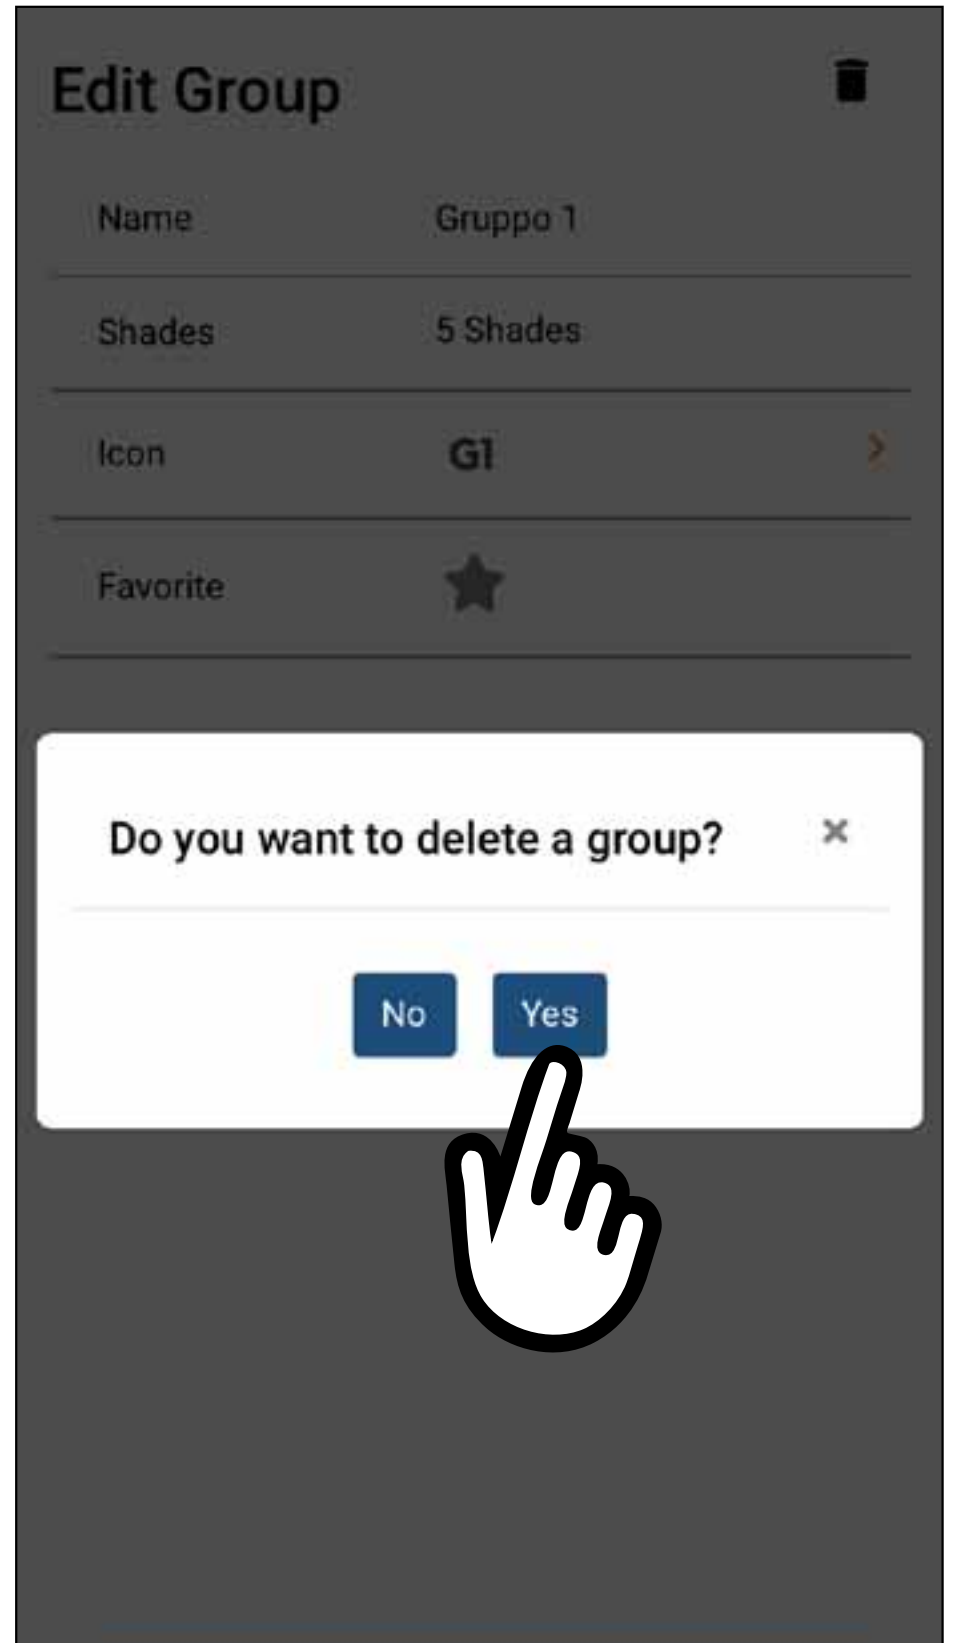 Edit Group
Name Gruppo 1
Shades 5 Shades
Icon G1
Favorite
Do you want to delete a group?
No Yes